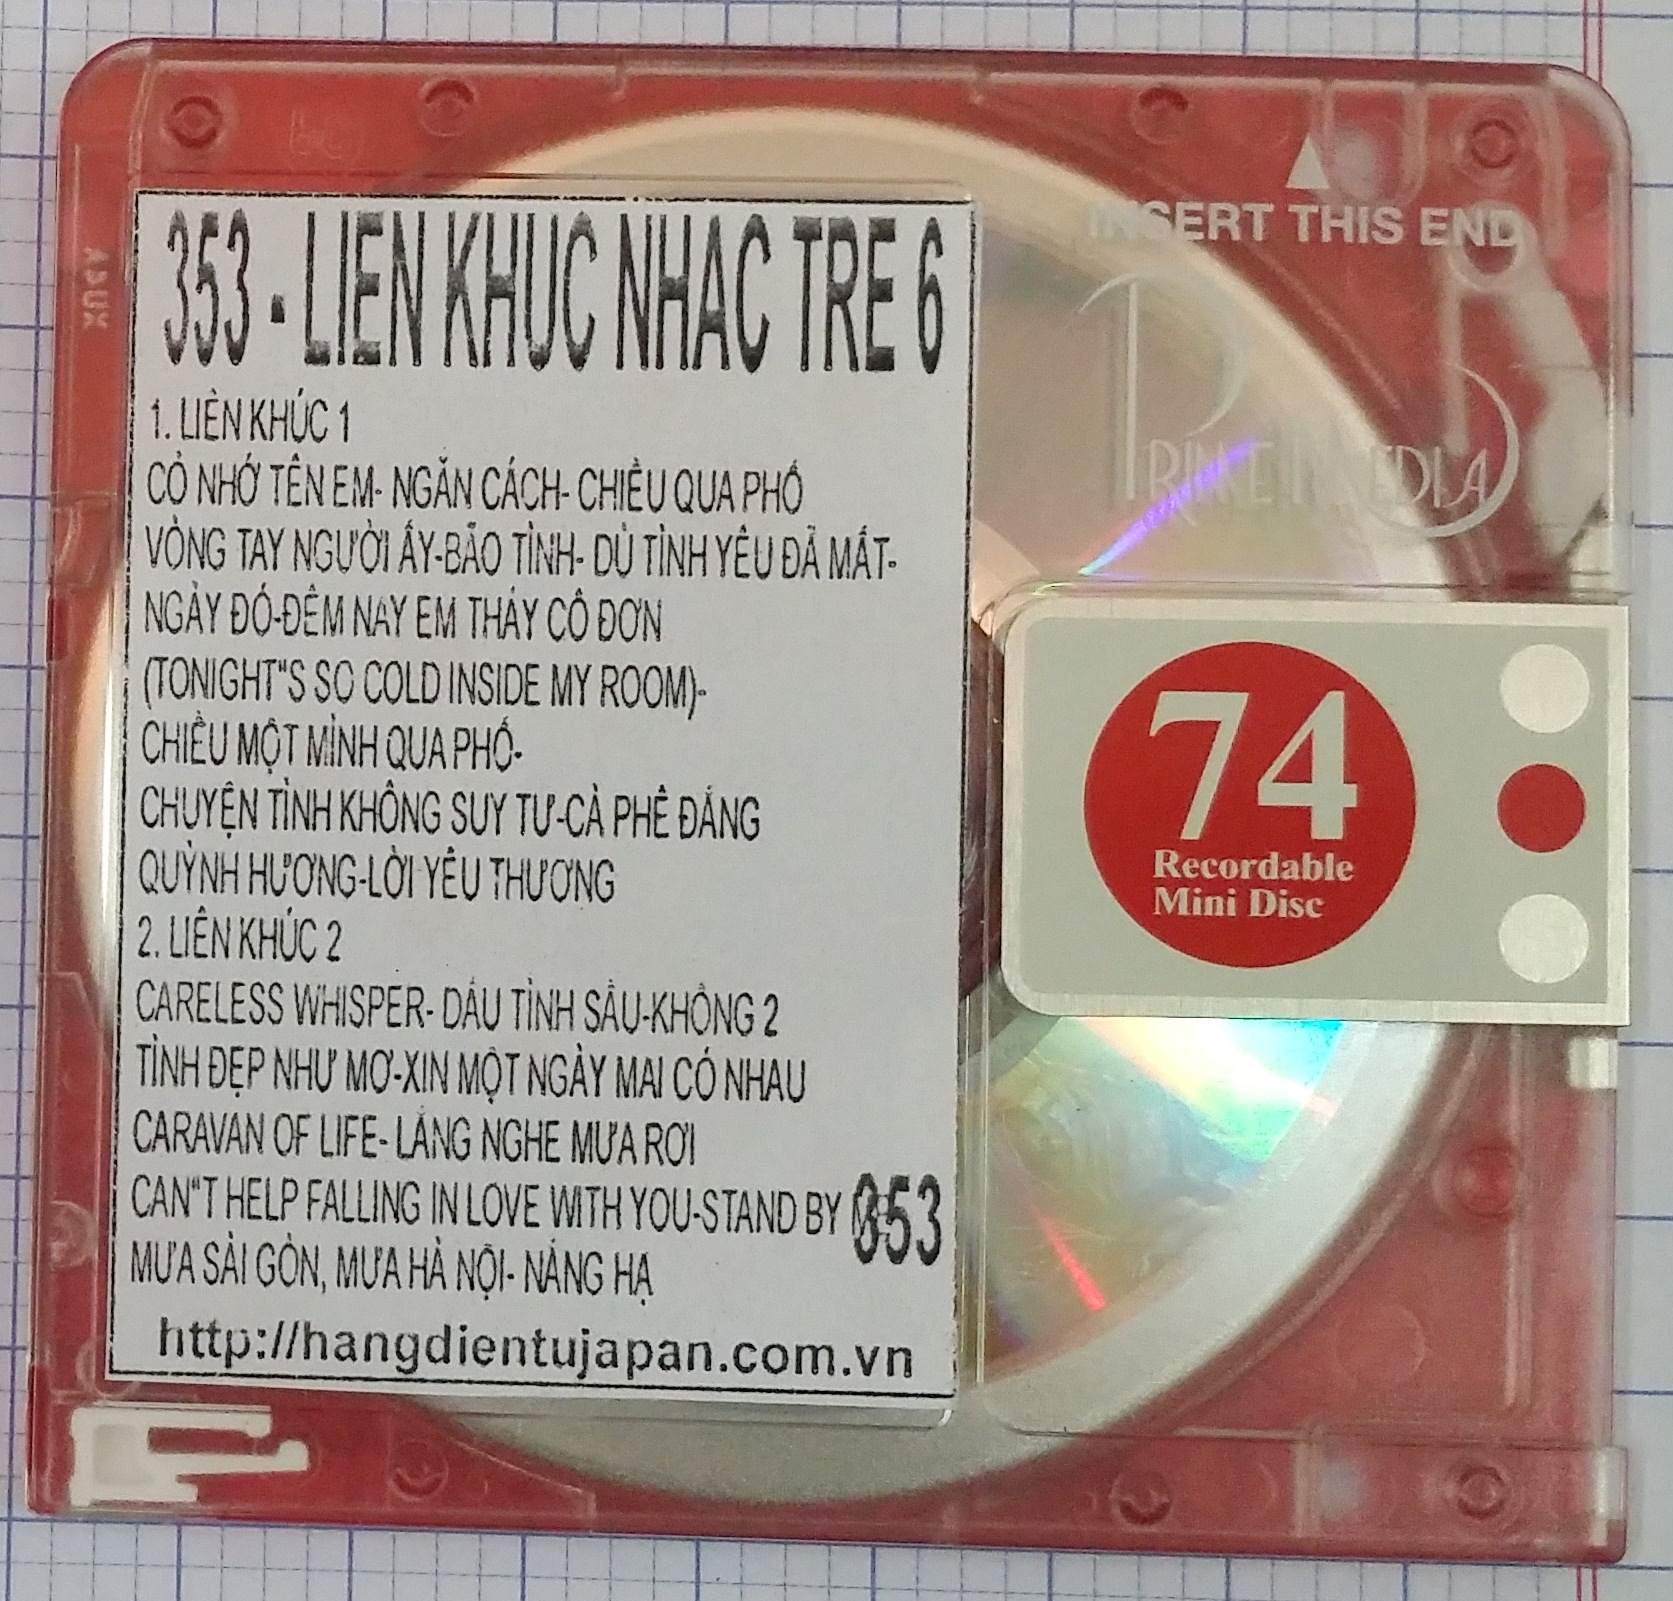 353 - LIEN KHUC NHAC TRE 6
1. LIÊN KHÚC 1
CÒ NHỚ TÊN EM- NGĂN CÁCH- CHIỀU QUA PHỐ
VÒNG TAY NGƯỜI ẤY-BÃO TÌNH- DÙ TÌNH YÊU ĐÃ MẤT-
NGÀY ĐÓ-ĐÊM NAY EM THẤY CÔ ĐƠN
(TONIGHT"S SO COLD INSIDE MY ROOM)-
CHIỀU MỘT MÌNH QUA PHỐ-
CHUYỆN TÌNH KHÔNG SUY TƯ-CÀ PHÊ ĐẮNG
QUỲNH HƯƠNG-LỜI YÊU THƯƠNG
2. LIÊN KHÚC 2
CARELESS WHISPER- DẤU TÌNH SẦU-KHÔNG 2
TÌNH ĐẸP NHƯ MƠ-XIN MỘT NGÀY MAI CÓ NHAU
CARAVAN OF LIFE- LẮNG NGHE MƯA RƠI
CAN"T HELP FALLING IN LOVE WITH YOU-STAND BY
353
MƯA SÀI GÒN, MƯA HÀ NỘI- NẮNG HẠ
http://hangdientujapan.com.vn
INSERT THIS END
PRIME MEDIA
74
Recordable
Mini Disc